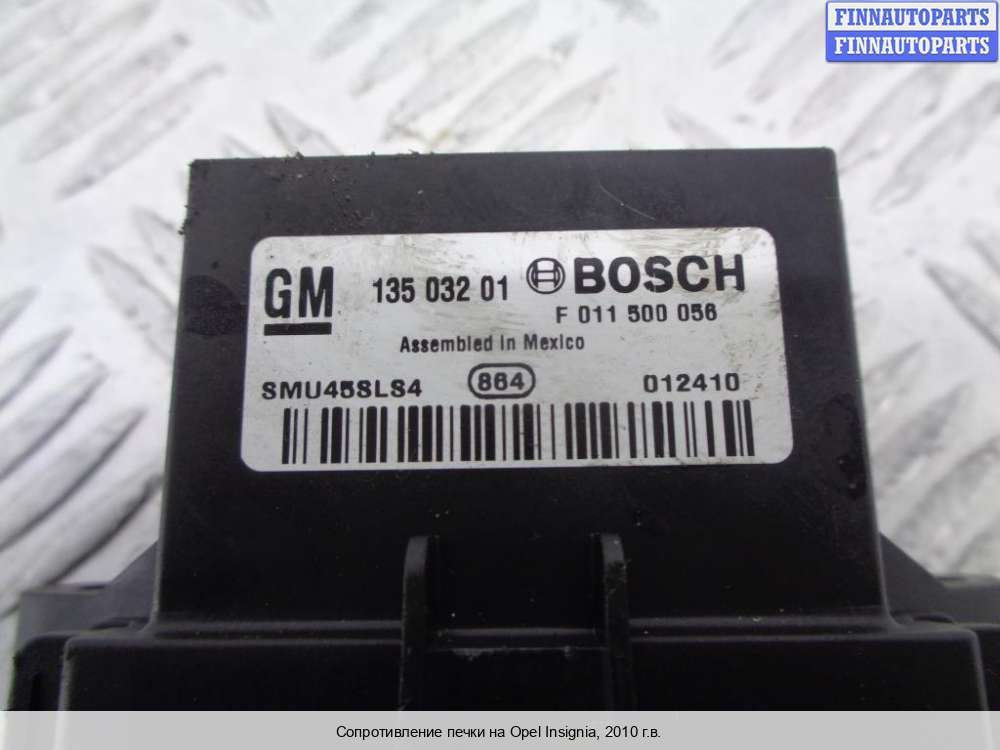 FINNAUTOPARTS
FINNAUTOPARTS
GM 135 032 01 BOSCH
F 011 500 056
Assembled in Mexico
SMU45SLS4 864 012410
Сопротивление печки на Opel Insignia, 2010 г.в.